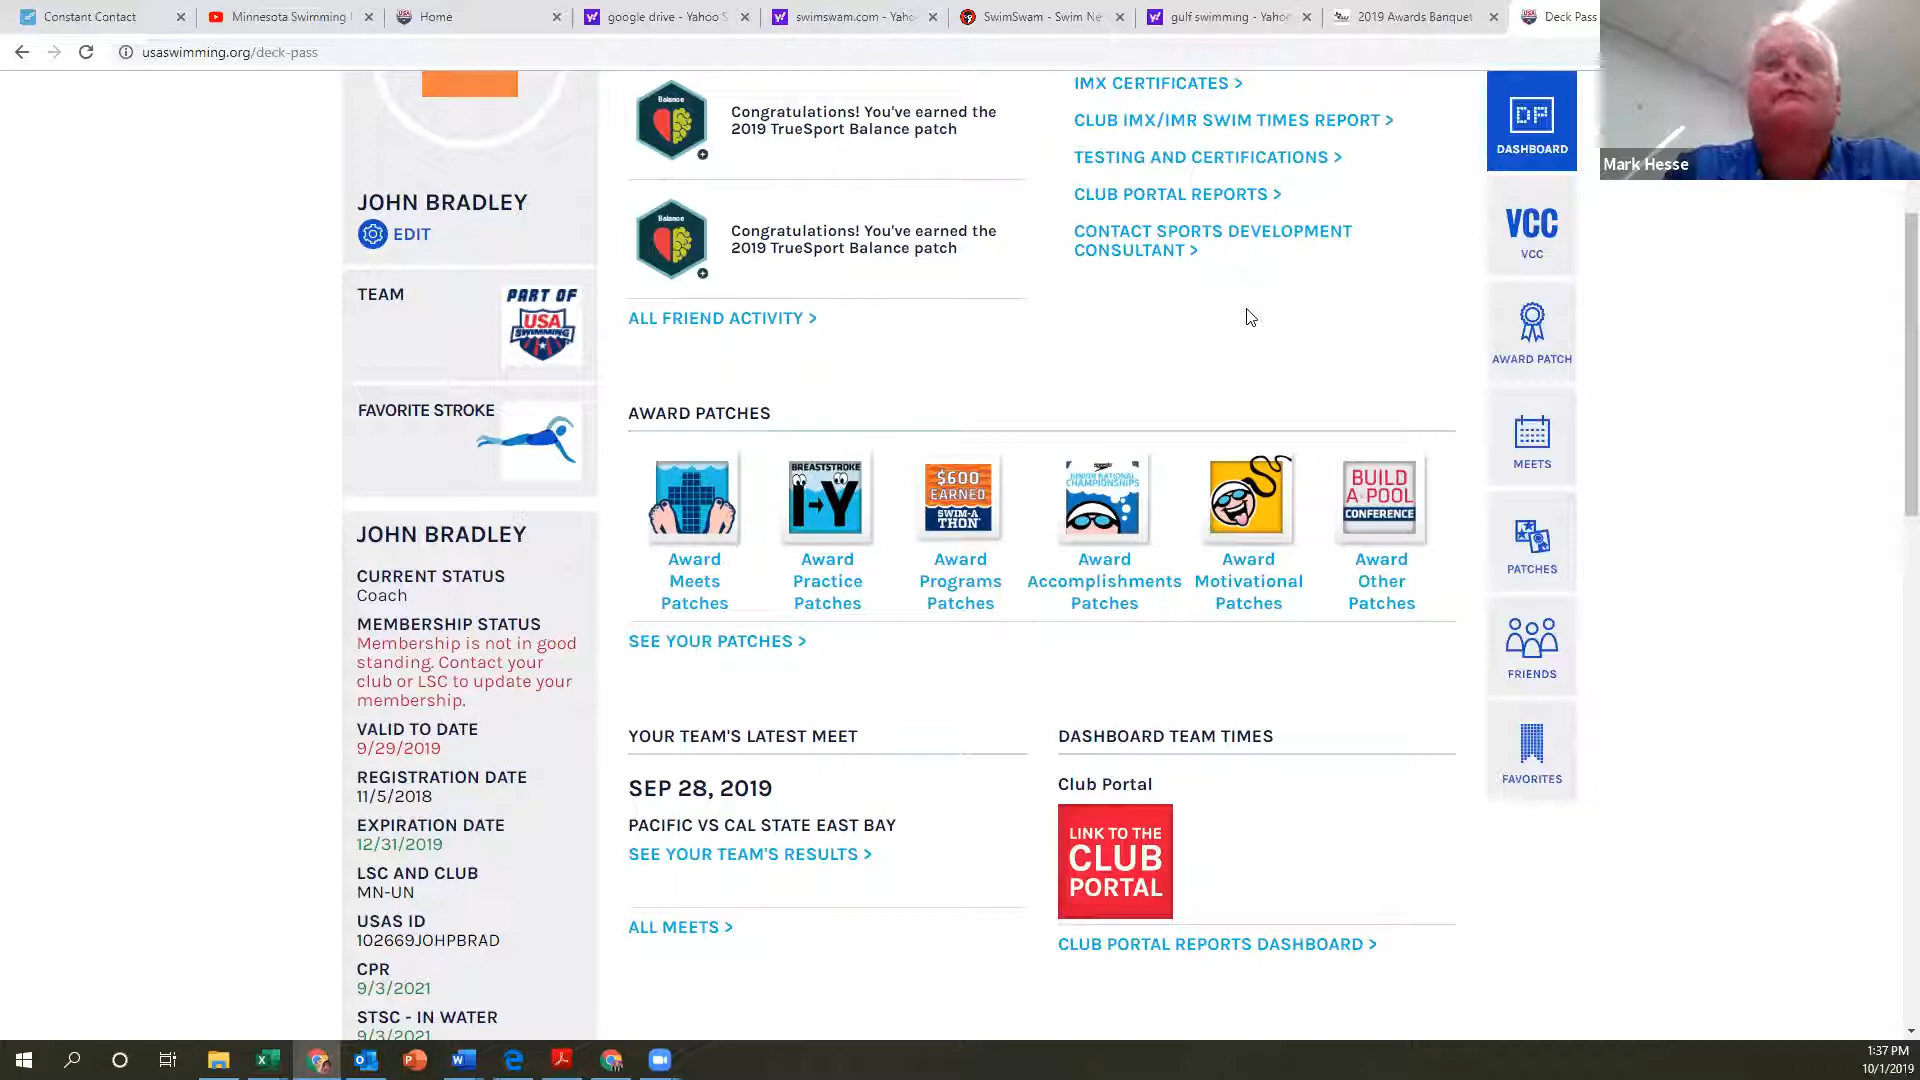 Constant Contact
Minnesota Swimming
Home
google drive - Yahoo S
swimswam.com - Yaho
SwimSwam - Swim Ne
gulf swimming - Yahoo
2019 Awards Banquet
Deck Pass
usaswimming.org/deck-pass
JOHN BRADLEY
EDIT
TEAM
PART OF
USA
SWIMMING
FAVORITE STROKE
JOHN BRADLEY
CURRENT STATUS
Coach
MEMBERSHIP STATUS
Membership is not in good
standing. Contact your
club or LSC to update your
membership.
VALID TO DATE
9/29/2019
REGISTRATION DATE
11/5/2018
EXPIRATION DATE
12/31/2019
LSC AND CLUB
MN-UN
USAS ID
102669JOHPBRAD
CPR
9/3/2021
STSC - IN WATER
9/3/2021
Balance
Congratulations! You've earned the
2019 TrueSport Balance patch
Balance
Congratulations! You've earned the
2019 TrueSport Balance patch
ALL FRIEND ACTIVITY >
IMX CERTIFICATES >
CLUB IMX/IMR SWIM TIMES REPORT >
TESTING AND CERTIFICATIONS >
CLUB PORTAL REPORTS >
CONTACT SPORTS DEVELOPMENT
CONSULTANT >
AWARD PATCHES
BREASTSTROKE
I→Y
$600
EARNED
SWIM-A
THON
speedo
JUNIOR NATIONAL
CHAMPIONSHIPS
BUILD
A POOL
CONFERENCE
Award
Meets
Patches
Award
Practice
Patches
Award
Programs
Patches
Award
Accomplishments
Patches
Award
Motivational
Patches
Award
Other
Patches
SEE YOUR PATCHES >
YOUR TEAM'S LATEST MEET
SEP 28, 2019
PACIFIC VS CAL STATE EAST BAY
SEE YOUR TEAM'S RESULTS >
ALL MEETS >
DASHBOARD TEAM TIMES
Club Portal
LINK TO THE
CLUB
PORTAL
CLUB PORTAL REPORTS DASHBOARD >
DP
DASHBOARD
VCC
VCC
AWARD PATCH
MEETS
PATCHES
FRIENDS
FAVORITES
Mark Hesse
1:37 PM
10/1/2019